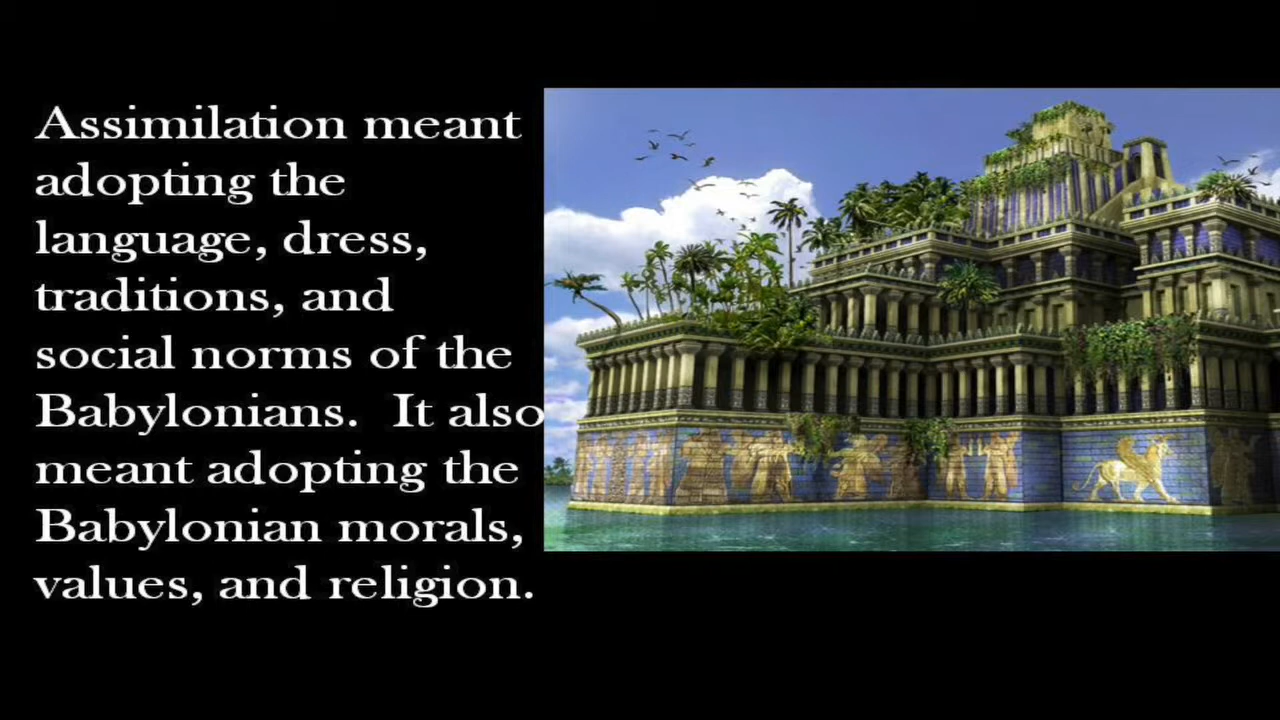 Assimilation meant
adopting the
language, dress,
traditions, and
social norms of the
Babylonians.  It also
meant adopting the
Babylonian morals,
values, and religion.